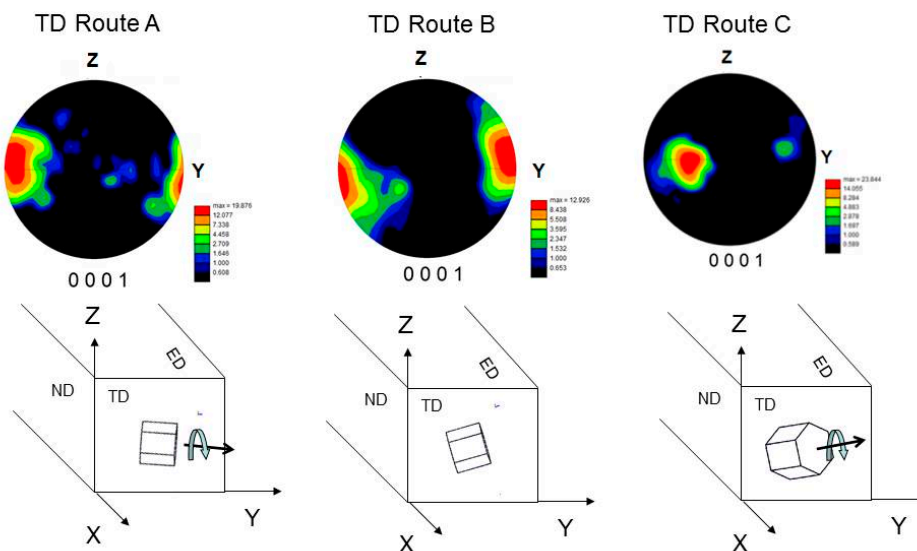 TD Route A
Z
Y
max = 19.876
12.077
7.338
4.458
2.709
1.646
1.000
0.608
0 0 0 1
TD Route B
Z
Y
max = 12.926
8.438
5.508
3.595
2.347
1.532
1.000
0.653
0 0 0 1
TD Route C
Z
Y
max = 23.844
14.055
8.284
4.883
2.878
1.697
1.000
0.589
0 0 0 1
Z
ED
ND
TD
X
Y
Z
ED
ND
TD
X
Y
Z
ED
ND
TD
X
Y